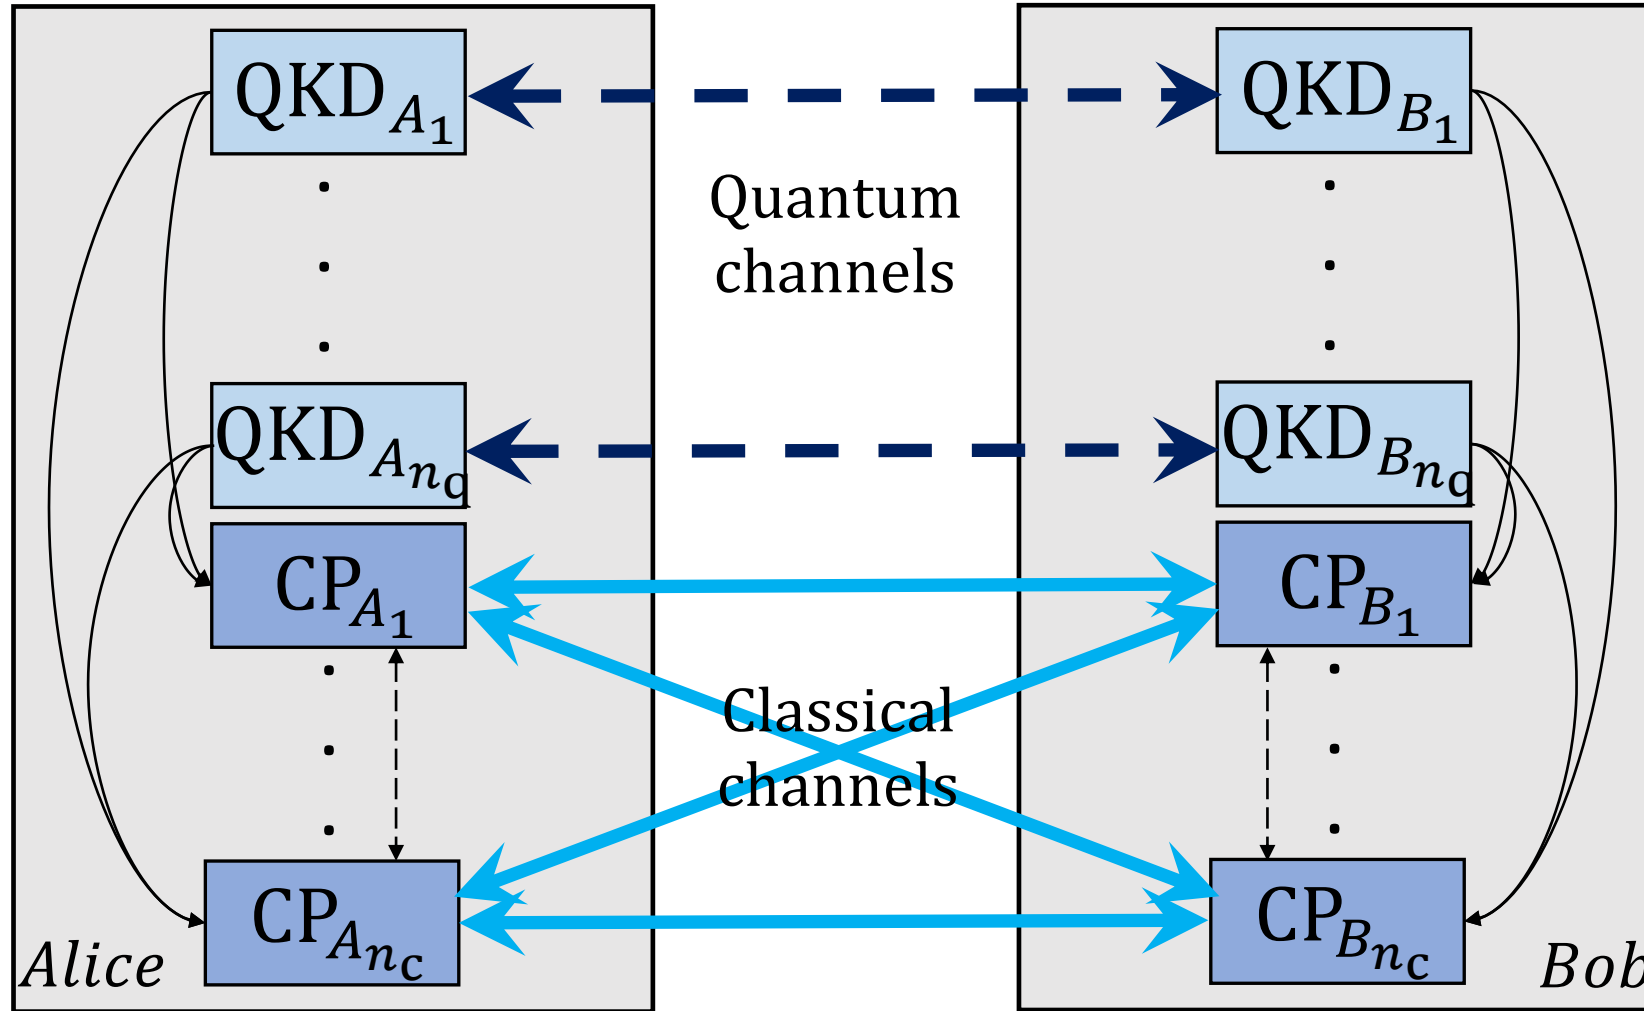 QKD_{A_1}
QKD_{B_1}
Quantum
channels
QKD_{A_{n_q}}
QKD_{B_{n_q}}
CP_{A_1}
CP_{B_1}
Classical
channels
CP_{A_{n_c}}
CP_{B_{n_c}}
Alice
Bob